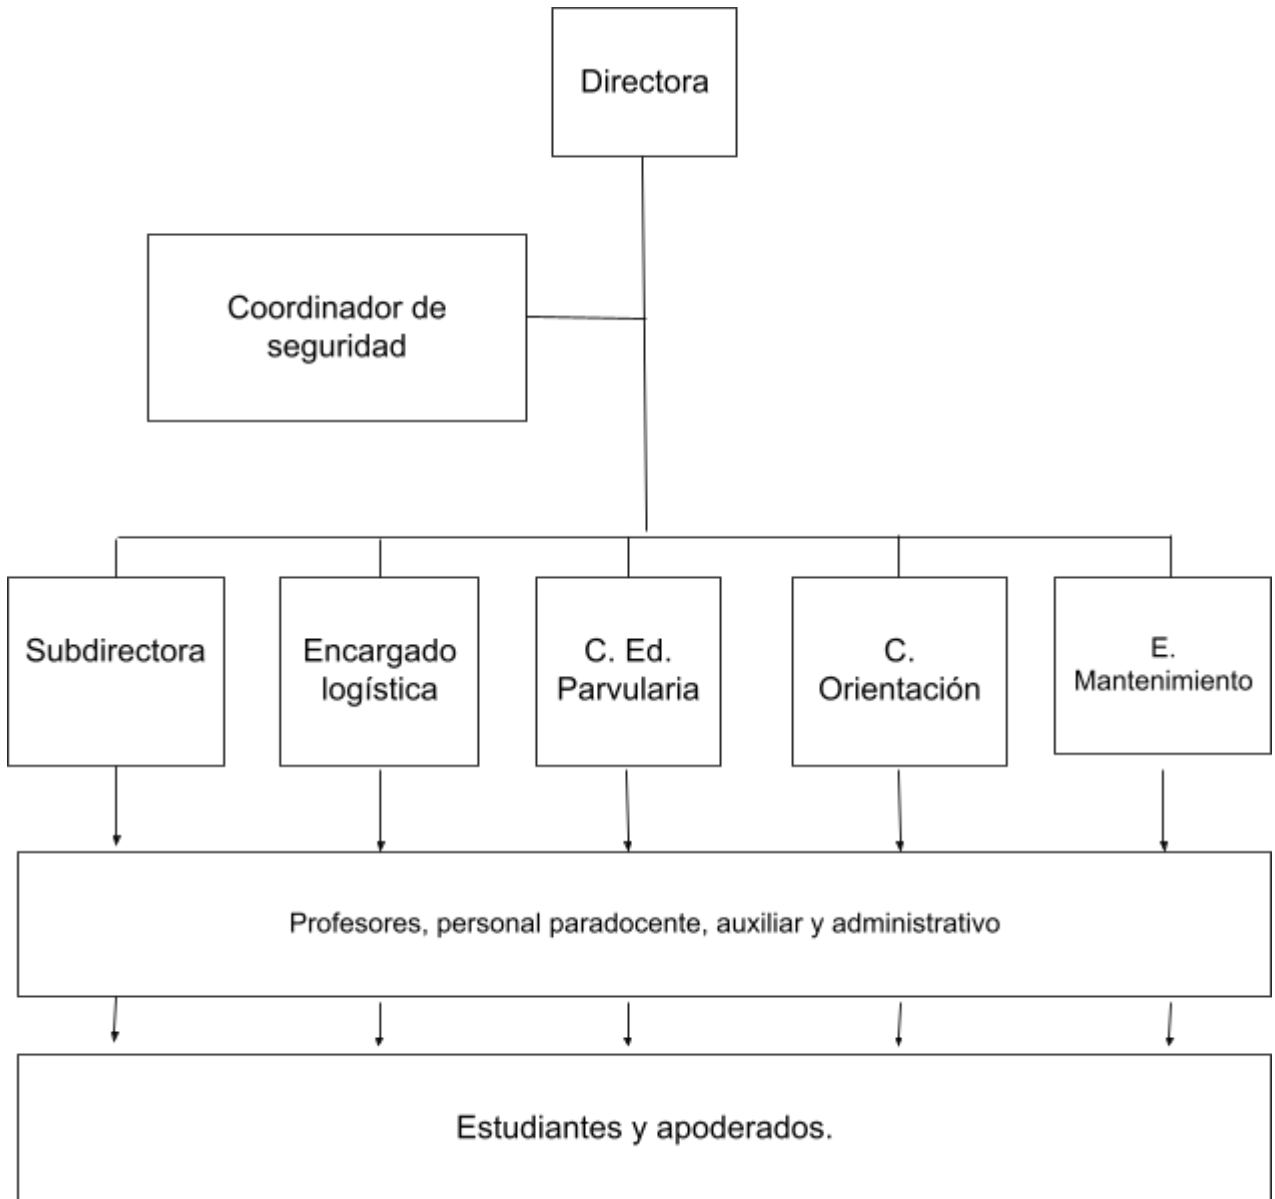 Directora
Coordinador de
seguridad
Subdirectora
Encargado
logística
C. Ed.
Parvularia
C.
Orientación
E.
Mantenimiento
Profesores, personal paradocente, auxiliar y administrativo
Estudiantes y apoderados.